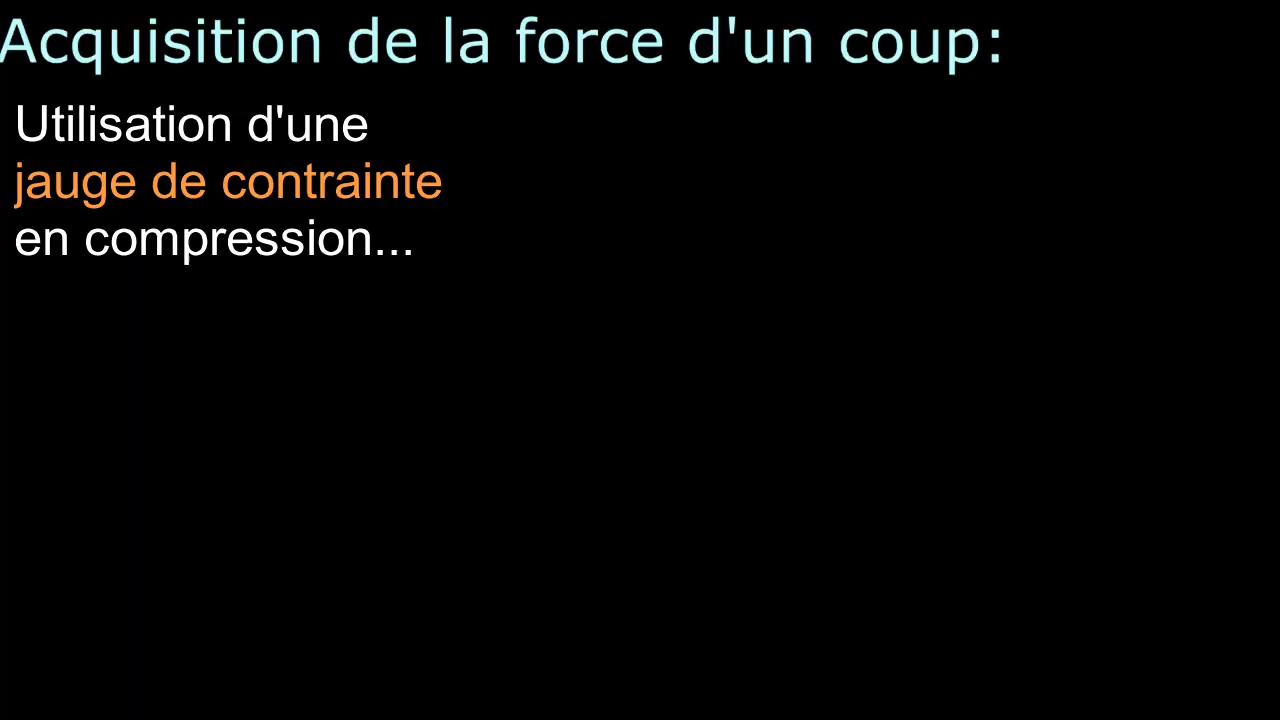 Acquisition de la force d'un coup:
Utilisation d'une
jauge de contrainte
en compression...